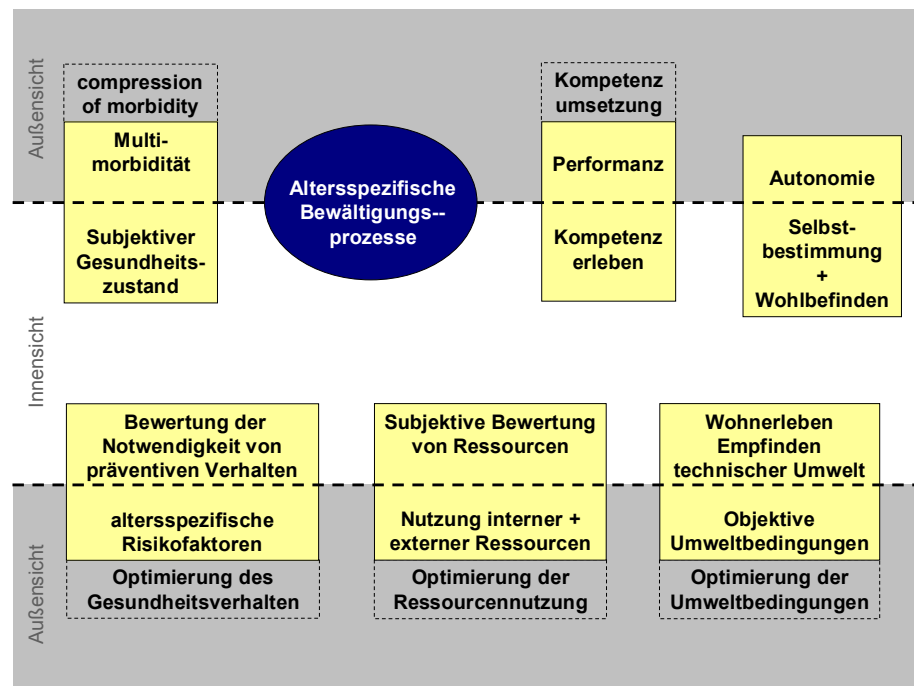 Außensicht
compression
of morbidity
Multi-
morbidität
Subjektiver
Gesundheits-
zustand
Altersspezifische
Bewältigungs--
prozesse
Kompetenz
umsetzung
Performanz
Kompetenz
erleben
Autonomie
Selbst-
bestimmung
+
Wohlbefinden
Innensicht
Bewertung der
Notwendigkeit von
präventiven Verhalten
altersspezifische
Risikofaktoren
Optimierung des
Gesundheitsverhalten
Subjektive Bewertung
von Ressourcen
Nutzung interner +
externer Ressourcen
Optimierung der
Ressourcennutzung
Wohnerleben
Empfinden
technischer Umwelt
Objektive
Umweltbedingungen
Optimierung der
Umweltbedingungen
Außensicht